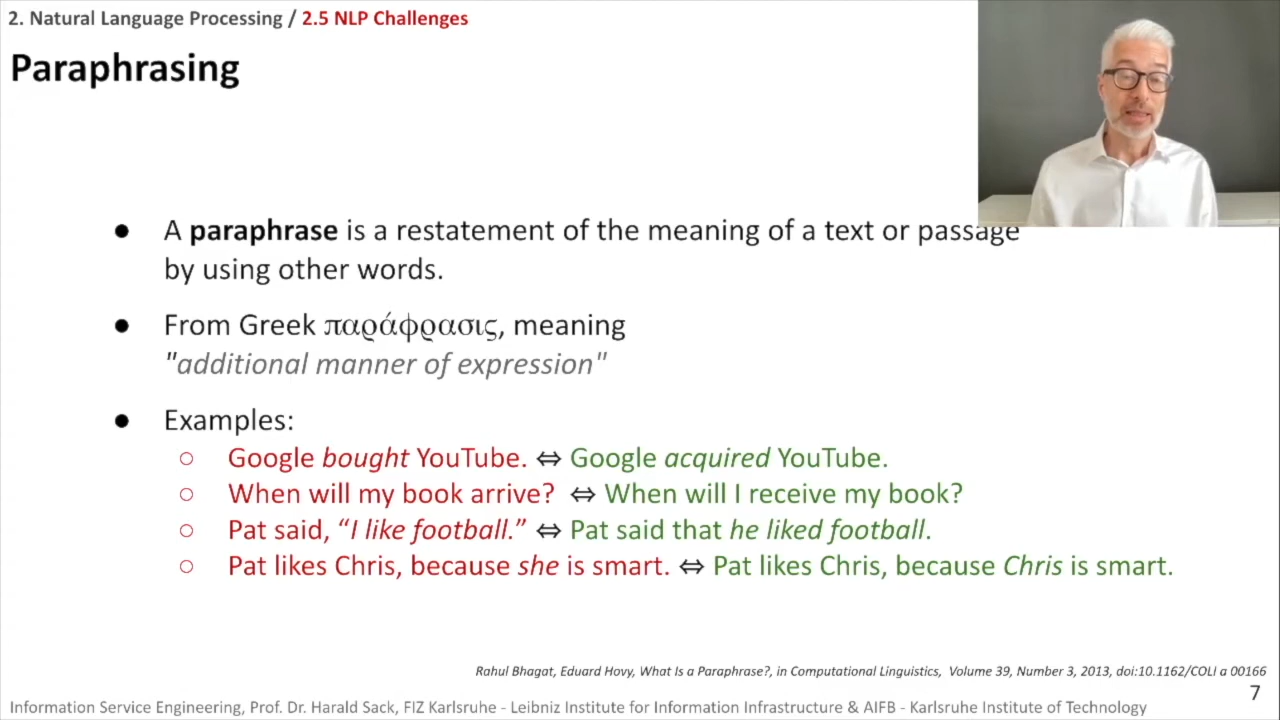 2. Natural Language Processing / 2.5 NLP Challenges
Paraphrasing
● A paraphrase is a restatement of the meaning of a text or passage
by using other words.
● From Greek παράφρασις, meaning
"additional manner of expression"
● Examples:
○ Google bought YouTube. ⇔ Google acquired YouTube.
○ When will my book arrive? ⇔ When will I receive my book?
○ Pat said, “I like football.” ⇔ Pat said that he liked football.
○ Pat likes Chris, because she is smart. ⇔ Pat likes Chris, because Chris is smart.
Rahul Bhagat, Eduard Hovy, What Is a Paraphrase?, in Computational Linguistics, Volume 39, Number 3, 2013, doi:10.1162/COLI a 00166
7
Information Service Engineering, Prof. Dr. Harald Sack, FIZ Karlsruhe - Leibniz Institute for Information Infrastructure & AIFB - Karlsruhe Institute of Technology